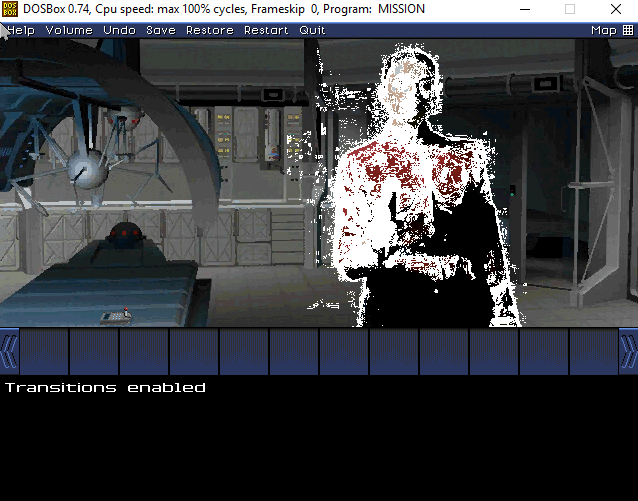 DOSBox 0.74, Cpu speed: max 100% cycles, Frameskip 0, Program: MISSION
Help Volume Undo Save Restore Restart Quit Map
Transitions enabled